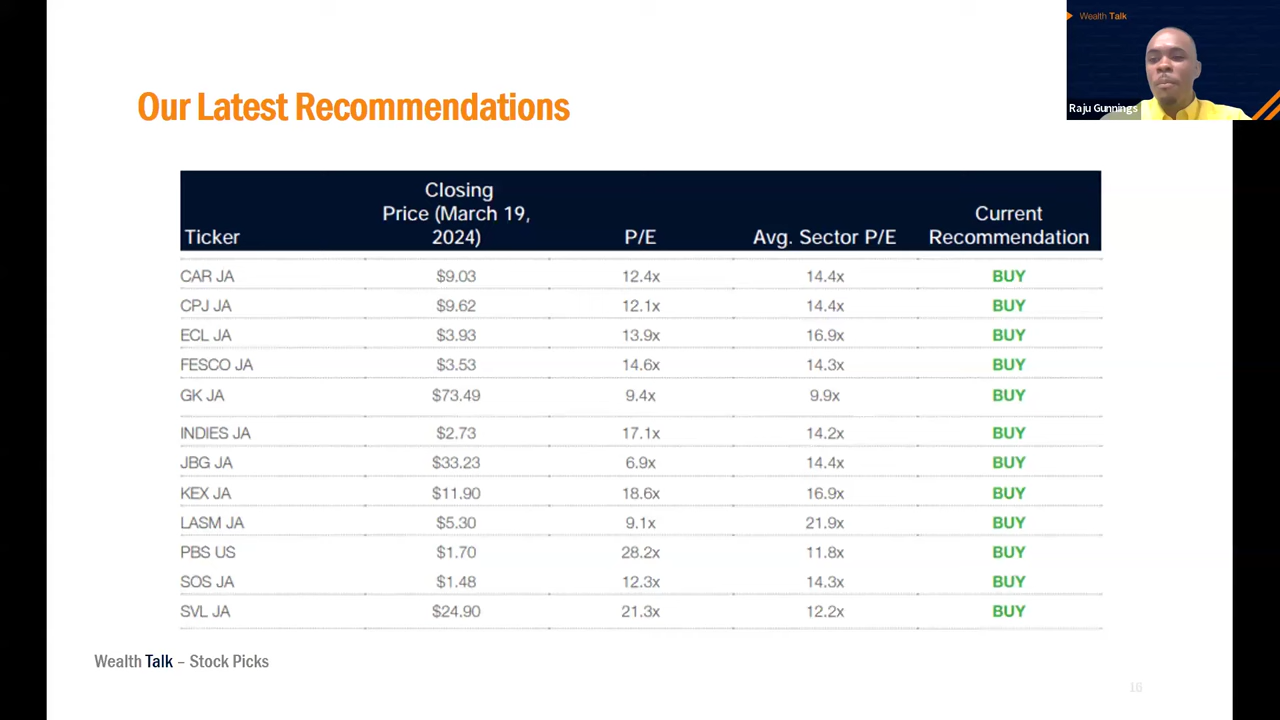 Wealth Talk
Raju Gunnings
Our Latest Recommendations
Ticker Closing Price (March 19, 2024) P/E Avg. Sector P/E Current Recommendation
CAR JA $9.03 12.4x 14.4x BUY
CPJ JA $9.62 12.1x 14.4x BUY
ECL JA $3.93 13.9x 16.9x BUY
FESCO JA $3.53 14.6x 14.3x BUY
GK JA $73.49 9.4x 9.9x BUY
INDIES JA $2.73 17.1x 14.2x BUY
JBG JA $33.23 6.9x 14.4x BUY
KEX JA $11.90 18.6x 16.9x BUY
LASM JA $5.30 9.1x 21.9x BUY
PBS US $1.70 28.2x 11.8x BUY
SOS JA $1.48 12.3x 14.3x BUY
SVL JA $24.90 21.3x 12.2x BUY
Wealth Talk – Stock Picks
16